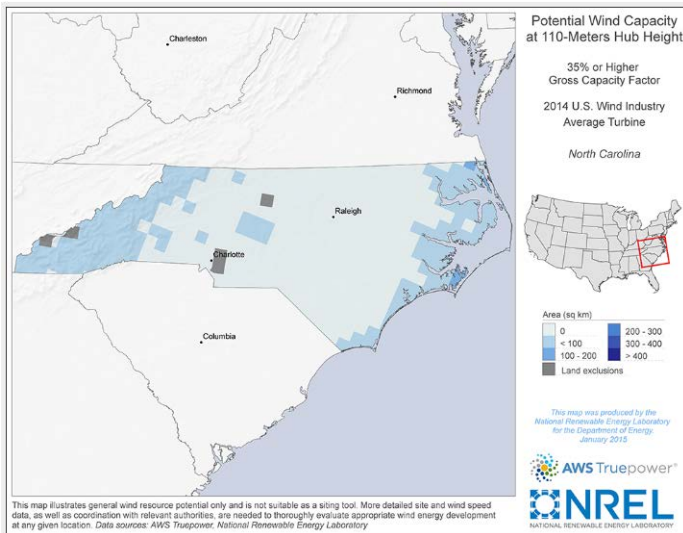 Potential Wind Capacity
at 110-Meters Hub Height
35% or Higher
Gross Capacity Factor
2014 U.S. Wind Industry
Average Turbine
North Carolina
Charleston
Richmond
Raleigh
Charlotte
Columbia
Area (sq km)
0
< 100
100 - 200
200 - 300
300 - 400
> 400
Land exclusions
This map was produced by the
National Renewable Energy Laboratory
for the Department of Energy.
January 2015
AWS Truepower®
NREL
NATIONAL RENEWABLE ENERGY LABORATORY
This map illustrates general wind resource potential only and is not suitable as a siting tool. More detailed site and wind speed
data, as well as coordination with relevant authorities, are needed to thoroughly evaluate appropriate wind energy development
at any given location. Data sources: AWS Truepower, National Renewable Energy Laboratory